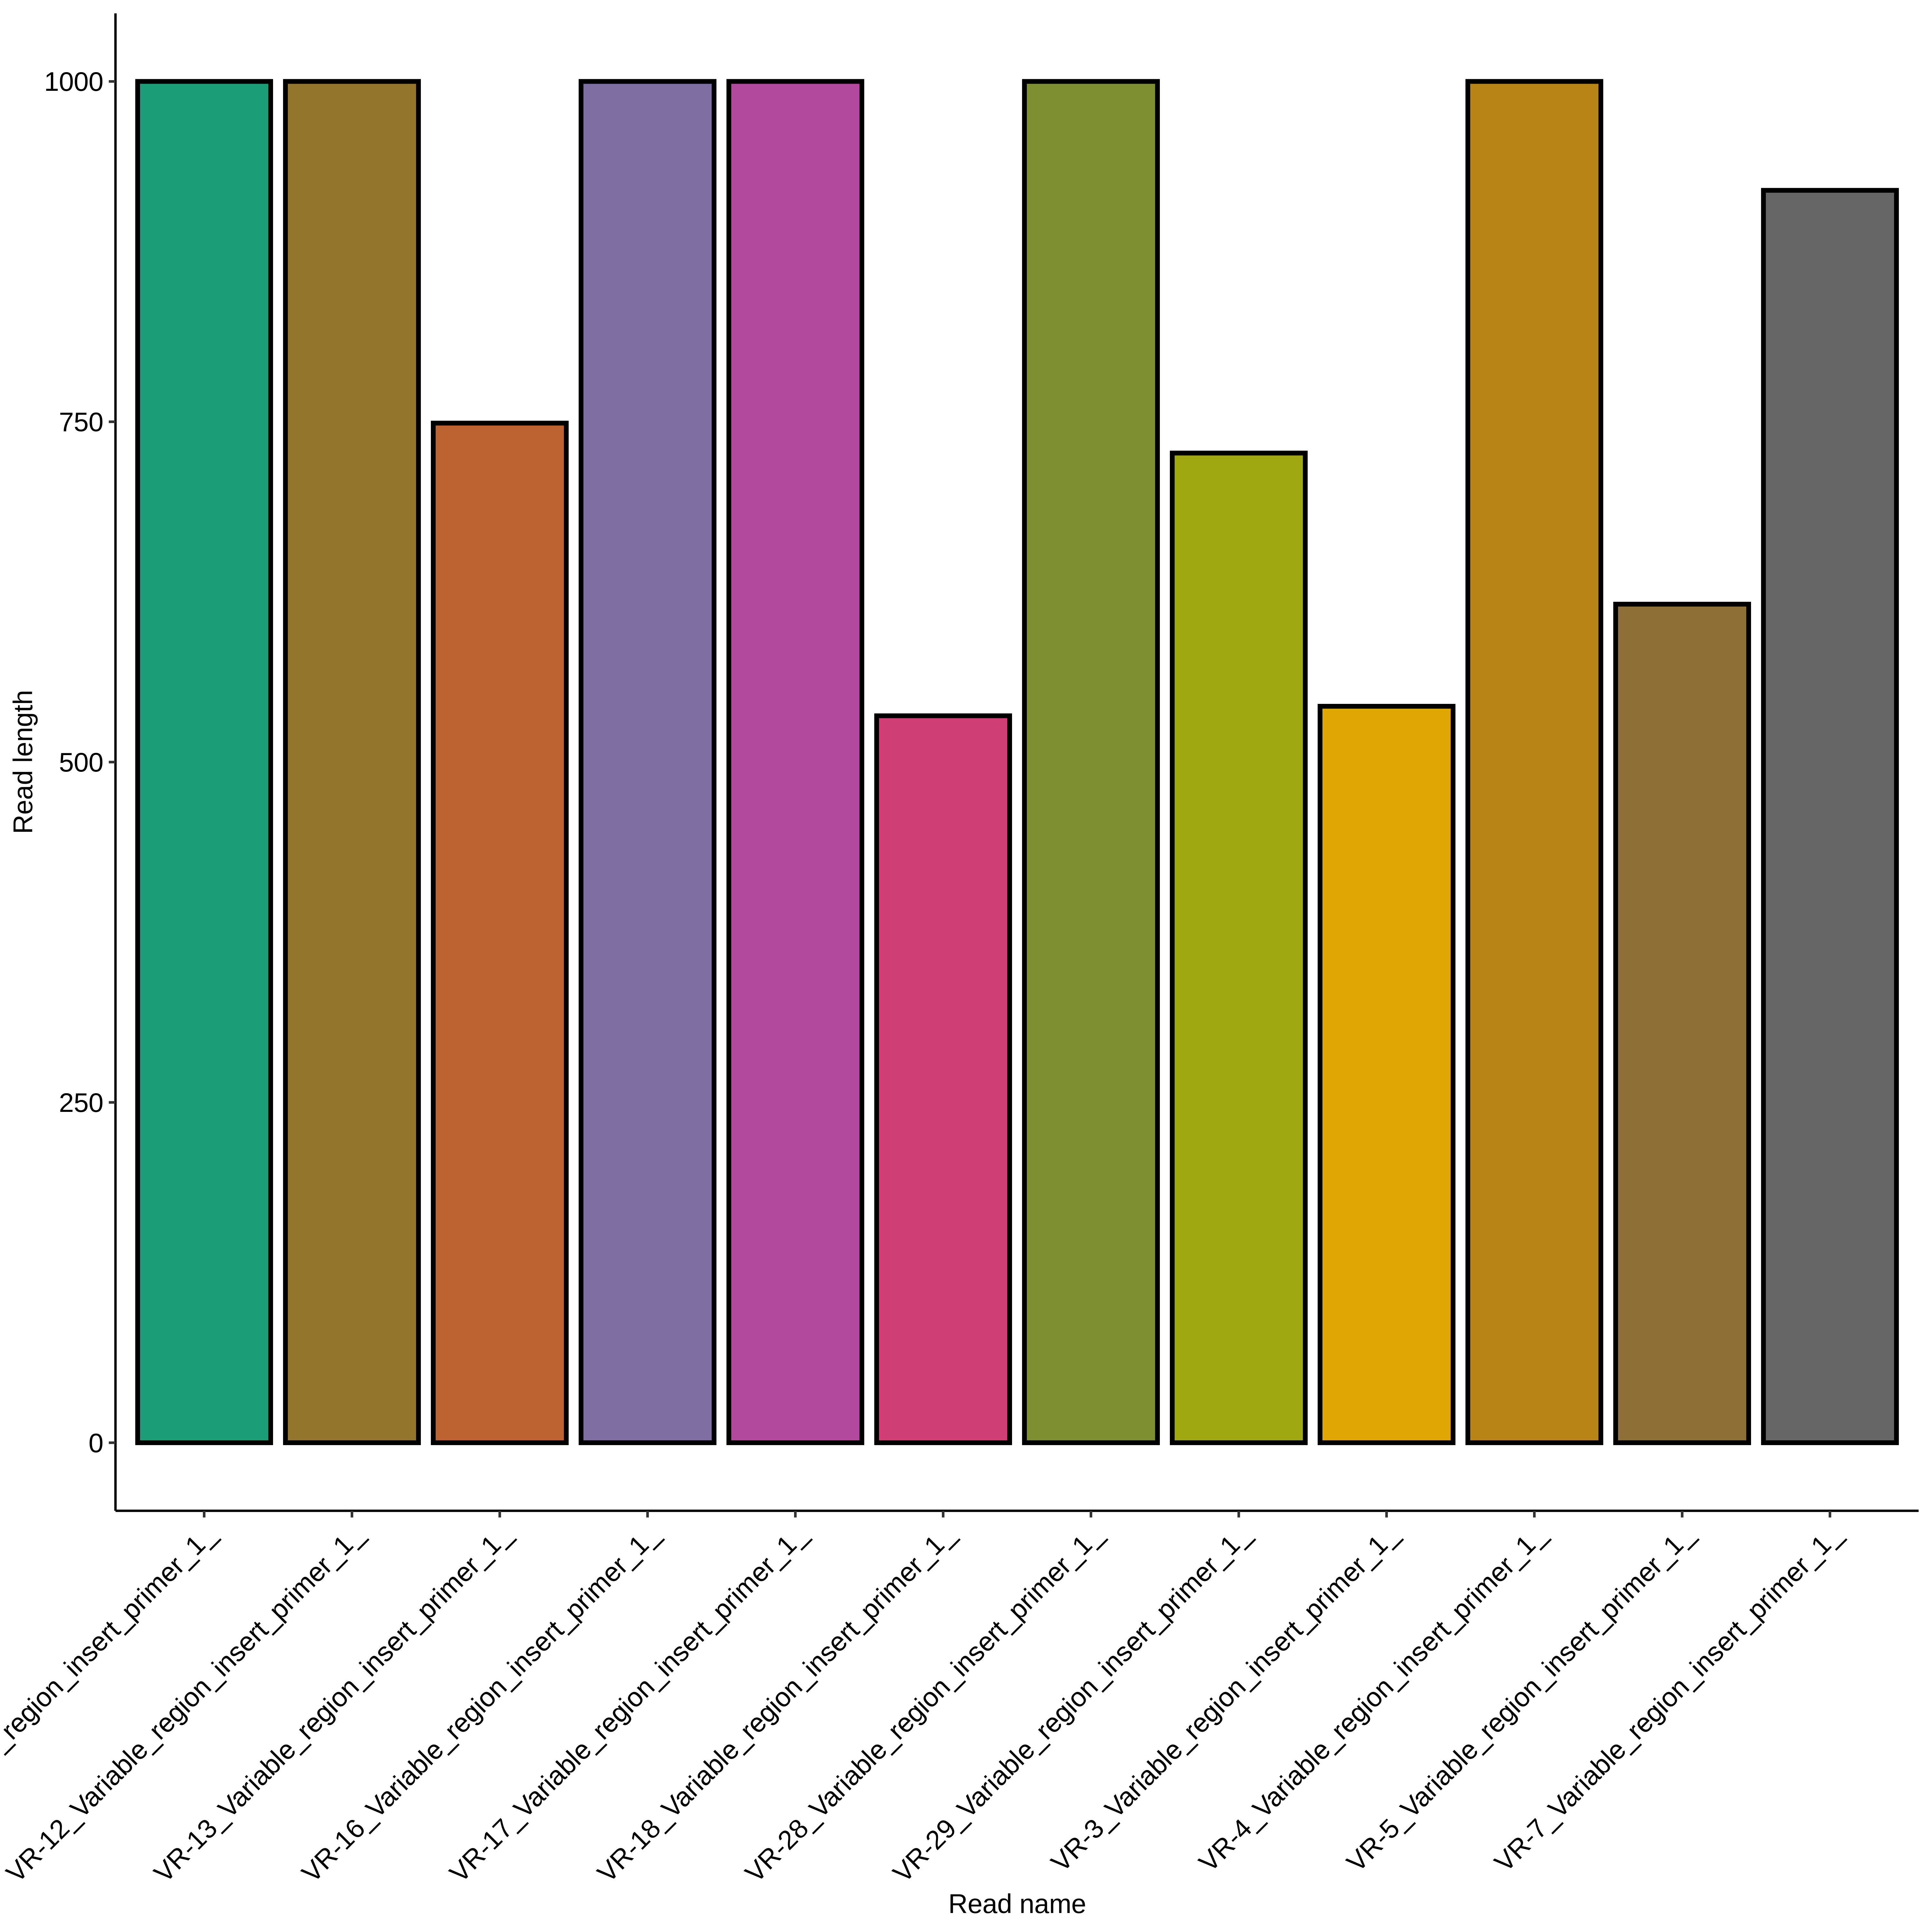 1000
750
500
250
0
Read length
_region_insert_primer_1_
VR-12_Variable_region_insert_primer_1_
VR-13_Variable_region_insert_primer_1_
VR-16_Variable_region_insert_primer_1_
VR-17_Variable_region_insert_primer_1_
VR-18_Variable_region_insert_primer_1_
VR-28_Variable_region_insert_primer_1_
VR-29_Variable_region_insert_primer_1_
VR-3_Variable_region_insert_primer_1_
VR-4_Variable_region_insert_primer_1_
VR-5_Variable_region_insert_primer_1_
VR-7_Variable_region_insert_primer_1_
Read name